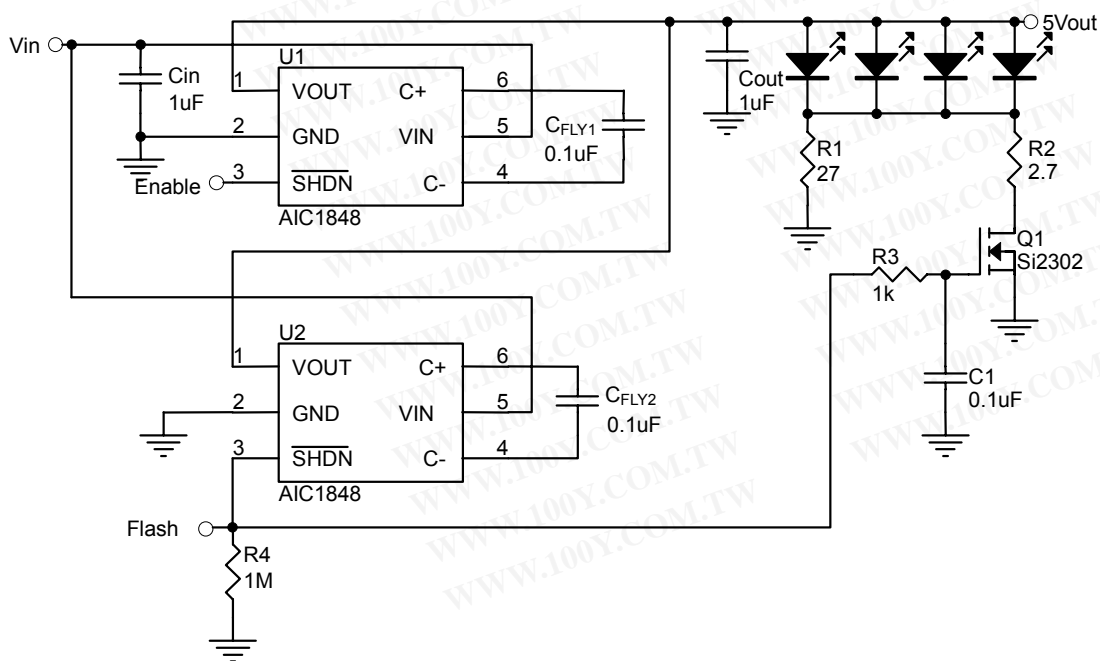 Vin
5Vout
Cin
1uF
U1
1
VOUT
C+
6
2
GND
VIN
5
3
SHDN
C-
4
Enable
AIC1848
CFLY1
0.1uF
Cout
1uF
R1
27
R2
2.7
Q1
Si2302
R3
1k
C1
0.1uF
U2
1
VOUT
C+
6
2
GND
VIN
5
3
SHDN
C-
4
AIC1848
CFLY2
0.1uF
Flash
R4
1M
WWW.100Y.COM.TW